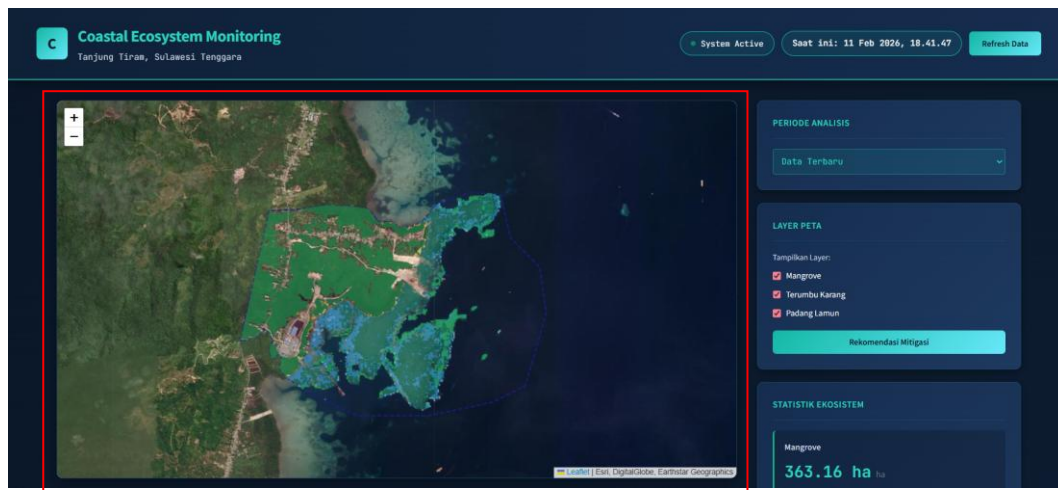 C
Coastal Ecosystem Monitoring
Tanjung Tiram, Sulawesi Tenggara
System Active
Saat ini: 11 Feb 2026, 18.41.47
Refresh Data
+
−
Leaflet | Esri, DigitalGlobe, Earthstar Geographics
PERIODE ANALISIS
Data Terbaru
LAYER PETA
Tampilkan Layer:
Mangrove
Terumbu Karang
Padang Lamun
Rekomendasi Mitigasi
STATISTIK EKOSISTEM
Mangrove
363.16 ha ha